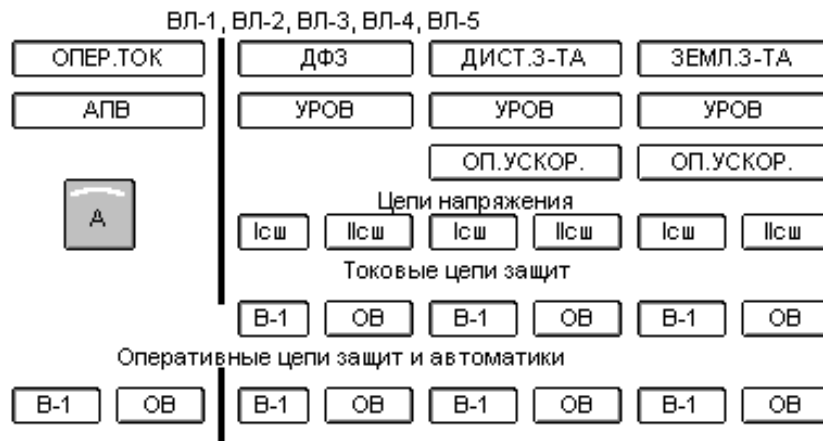 ВЛ-1, ВЛ-2, ВЛ-3, ВЛ-4, ВЛ-5
ОПЕР.ТОК ДФЗ ДИСТ.З-ТА ЗЕМЛ.З-ТА
АПВ УРОВ УРОВ УРОВ
ОП.УСКОР. ОП.УСКОР.
А
Цепи напряжения
Iсш IIсш Iсш IIсш Iсш IIсш
Токовые цепи защит
В-1 ОВ В-1 ОВ В-1 ОВ
Оперативные цепи защит и автоматики
В-1 ОВ В-1 ОВ В-1 ОВ В-1 ОВ